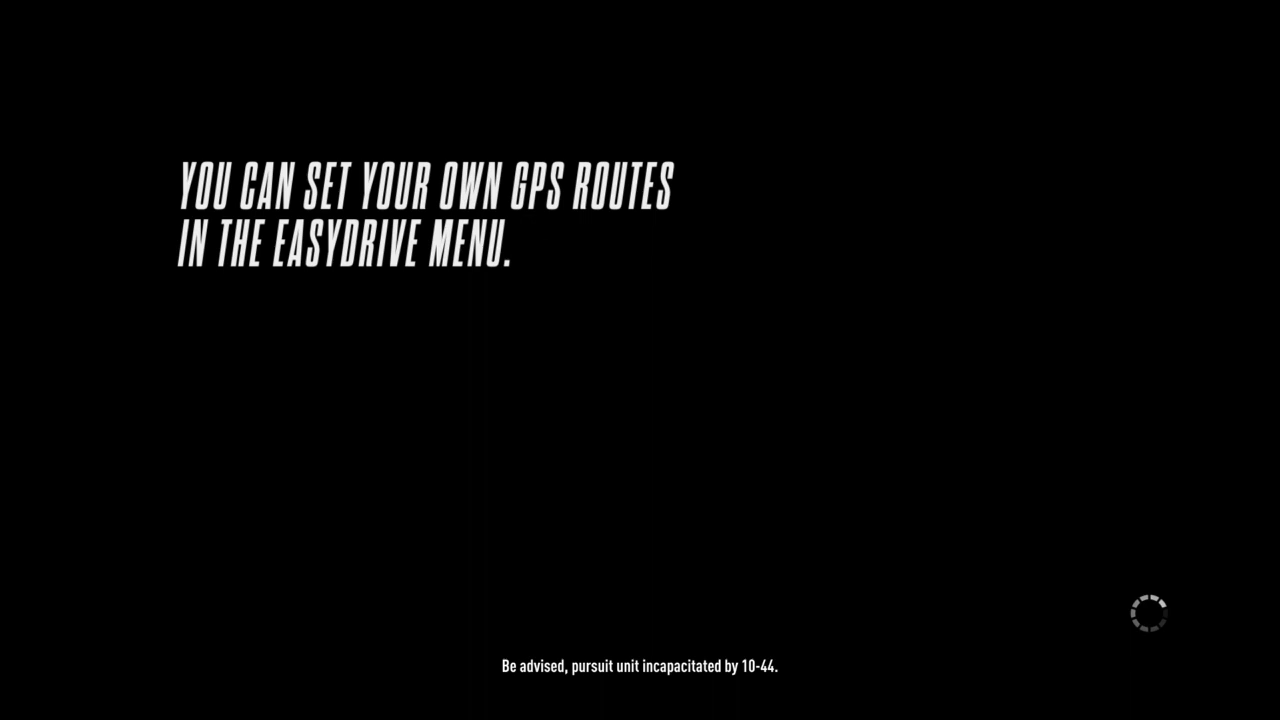 YOU CAN SET YOUR OWN GPS ROUTES
IN THE EASYDRIVE MENU.
Be advised, pursuit unit incapacitated by 10-44.